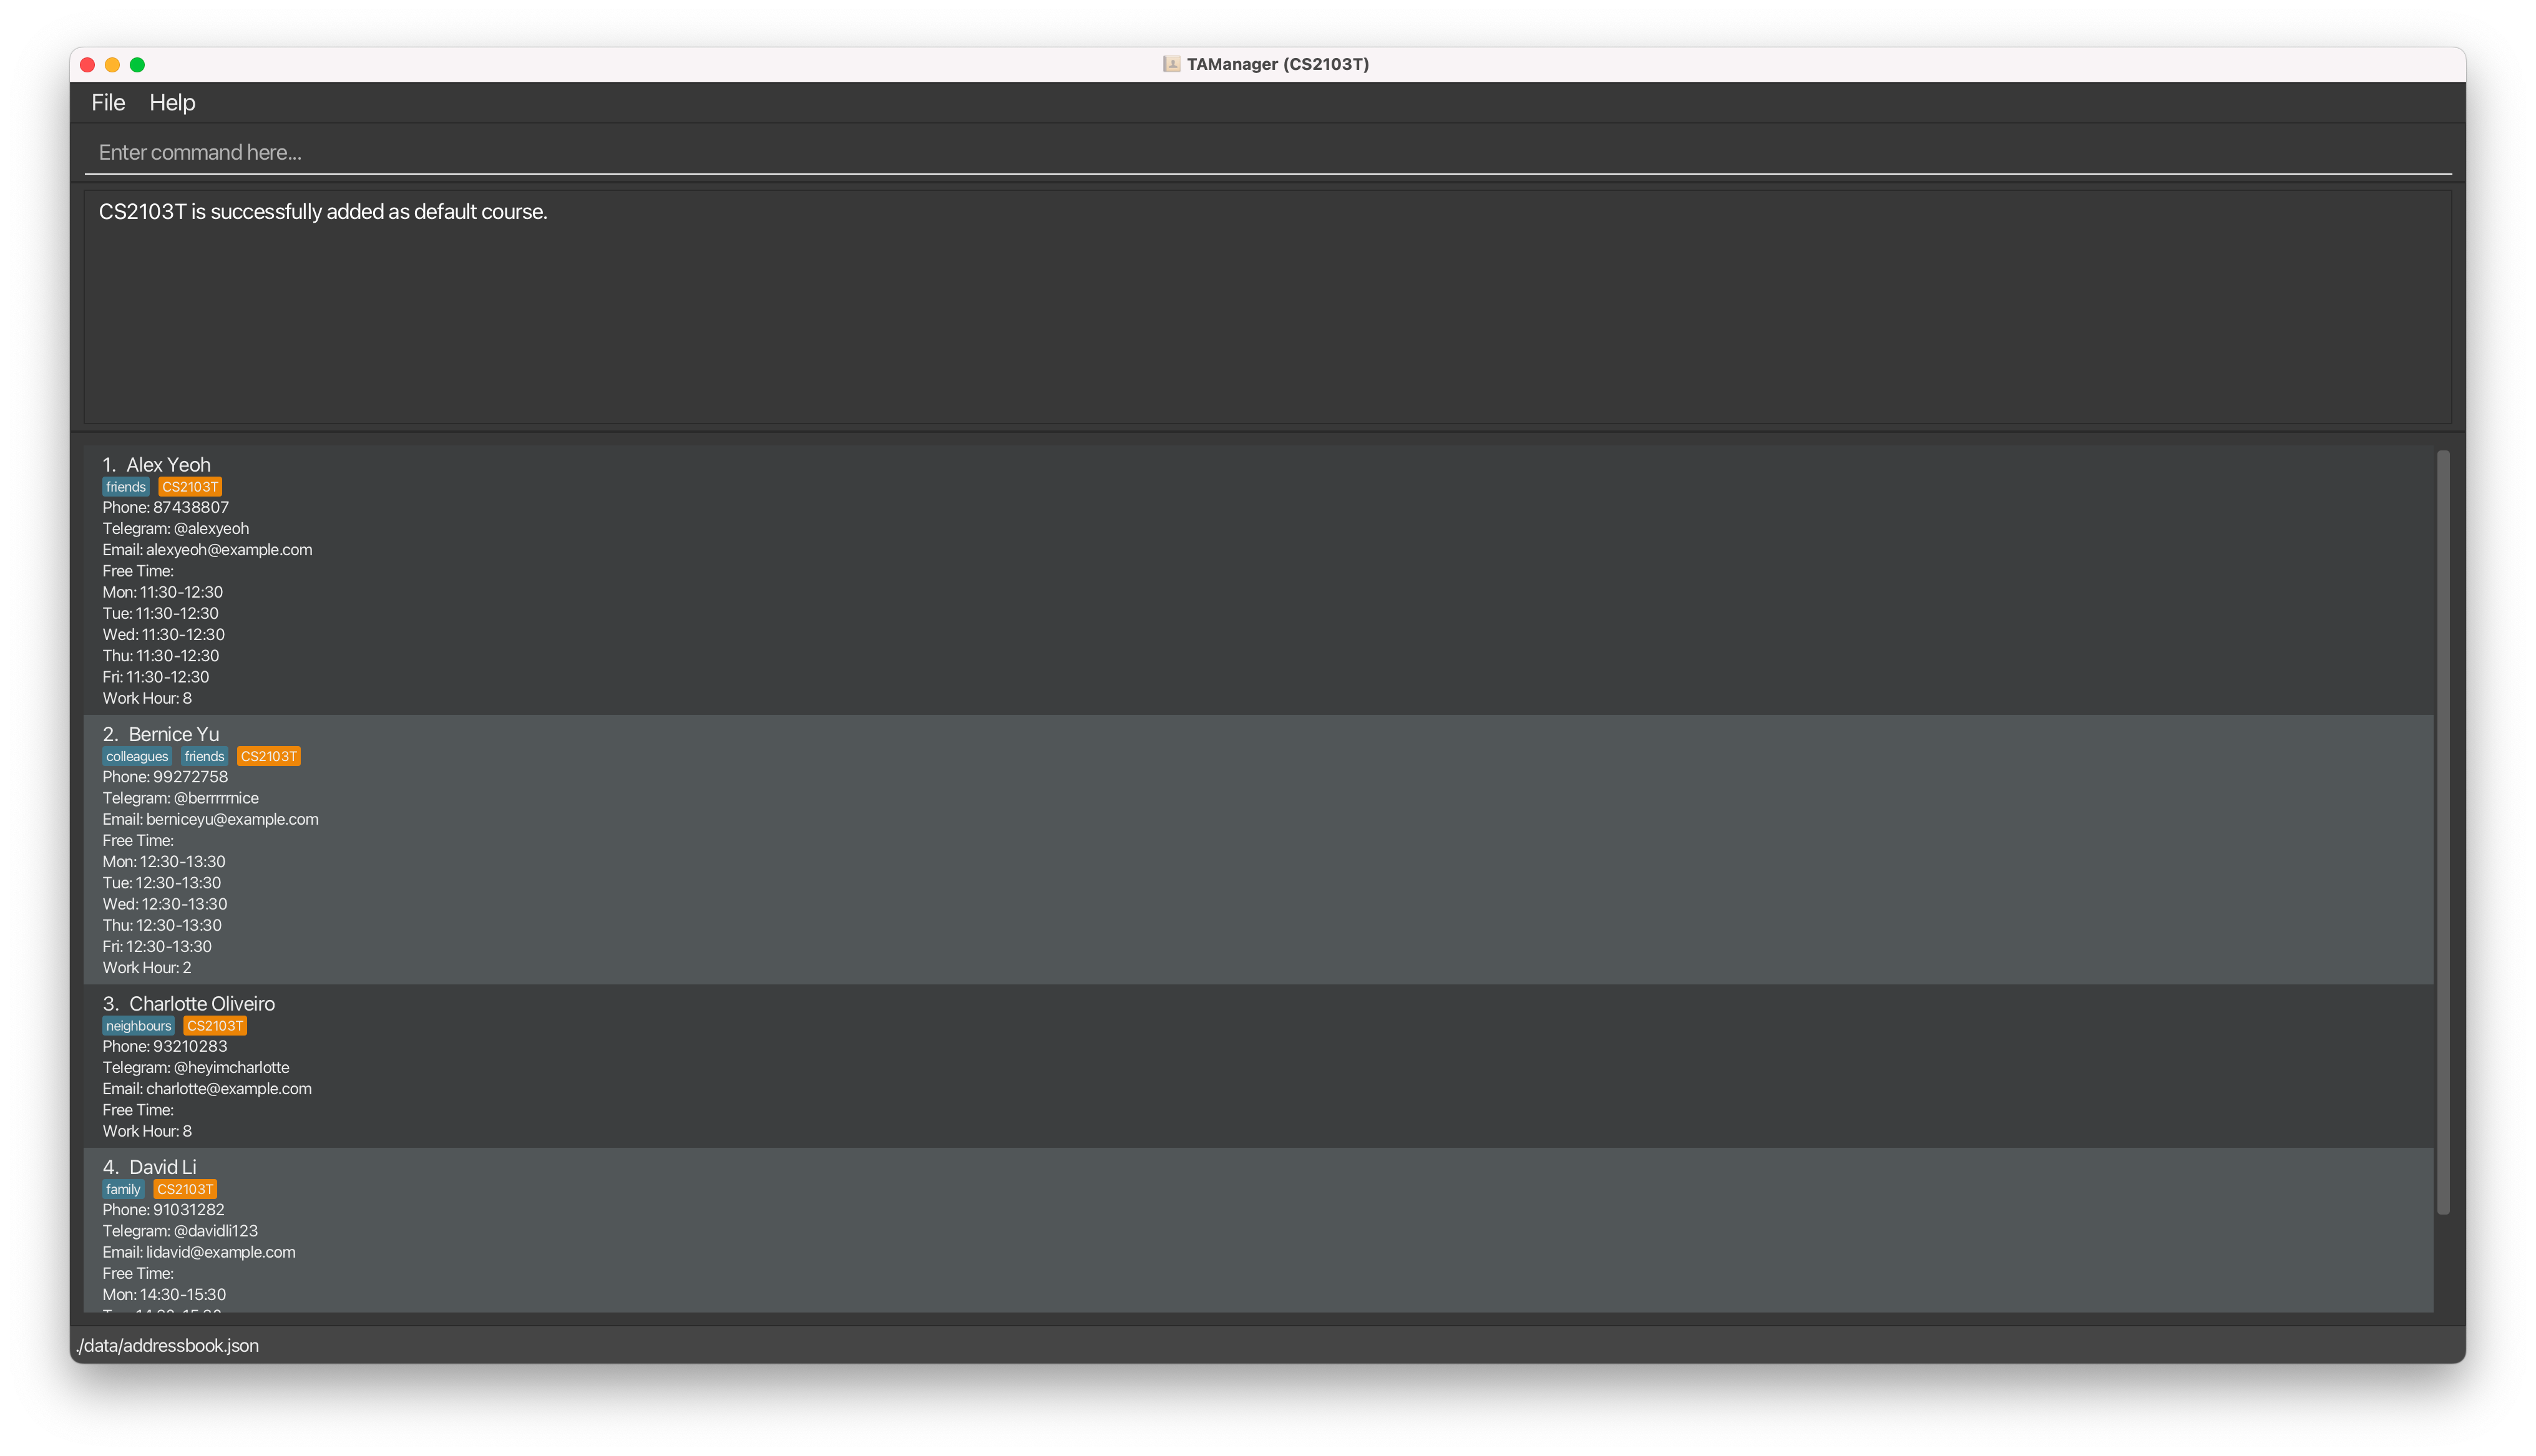 TAManager (CS2103T)
File Help
Enter command here...
CS2103T is successfully added as default course.
1. Alex Yeoh
friends CS2103T
Phone: 87438807
Telegram: @alexyeoh
Email: alexyeoh@example.com
Free Time:
Mon: 11:30-12:30
Tue: 11:30-12:30
Wed: 11:30-12:30
Thu: 11:30-12:30
Fri: 11:30-12:30
Work Hour: 8
2. Bernice Yu
colleagues friends CS2103T
Phone: 99272758
Telegram: @berrrrnice
Email: berniceyu@example.com
Free Time:
Mon: 12:30-13:30
Tue: 12:30-13:30
Wed: 12:30-13:30
Thu: 12:30-13:30
Fri: 12:30-13:30
Work Hour: 2
3. Charlotte Oliveiro
neighbours CS2103T
Phone: 93210283
Telegram: @heyimcharlotte
Email: charlotte@example.com
Free Time:
Work Hour: 8
4. David Li
family CS2103T
Phone: 91031282
Telegram: @davidli123
Email: lidavid@example.com
Free Time:
Mon: 14:30-15:30
./data/addressbook.json